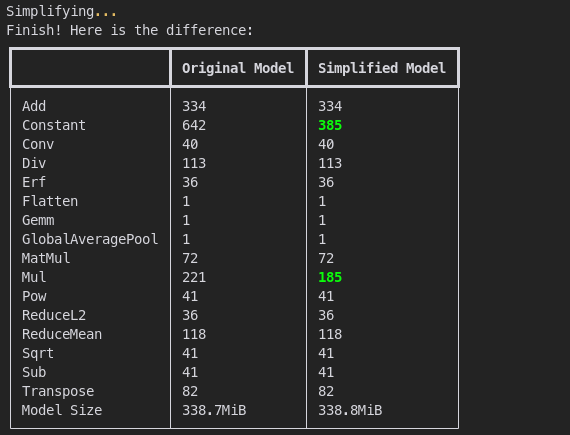 Simplifying...
Finish! Here is the difference:
Original Model Simplified Model
Add 334 334
Constant 642 385
Conv 40 40
Div 113 113
Erf 36 36
Flatten 1 1
Gemm 1 1
GlobalAveragePool 1 1
MatMul 72 72
Mul 221 185
Pow 41 41
ReduceL2 36 36
ReduceMean 118 118
Sqrt 41 41
Sub 41 41
Transpose 82 82
Model Size 338.7MiB 338.8MiB